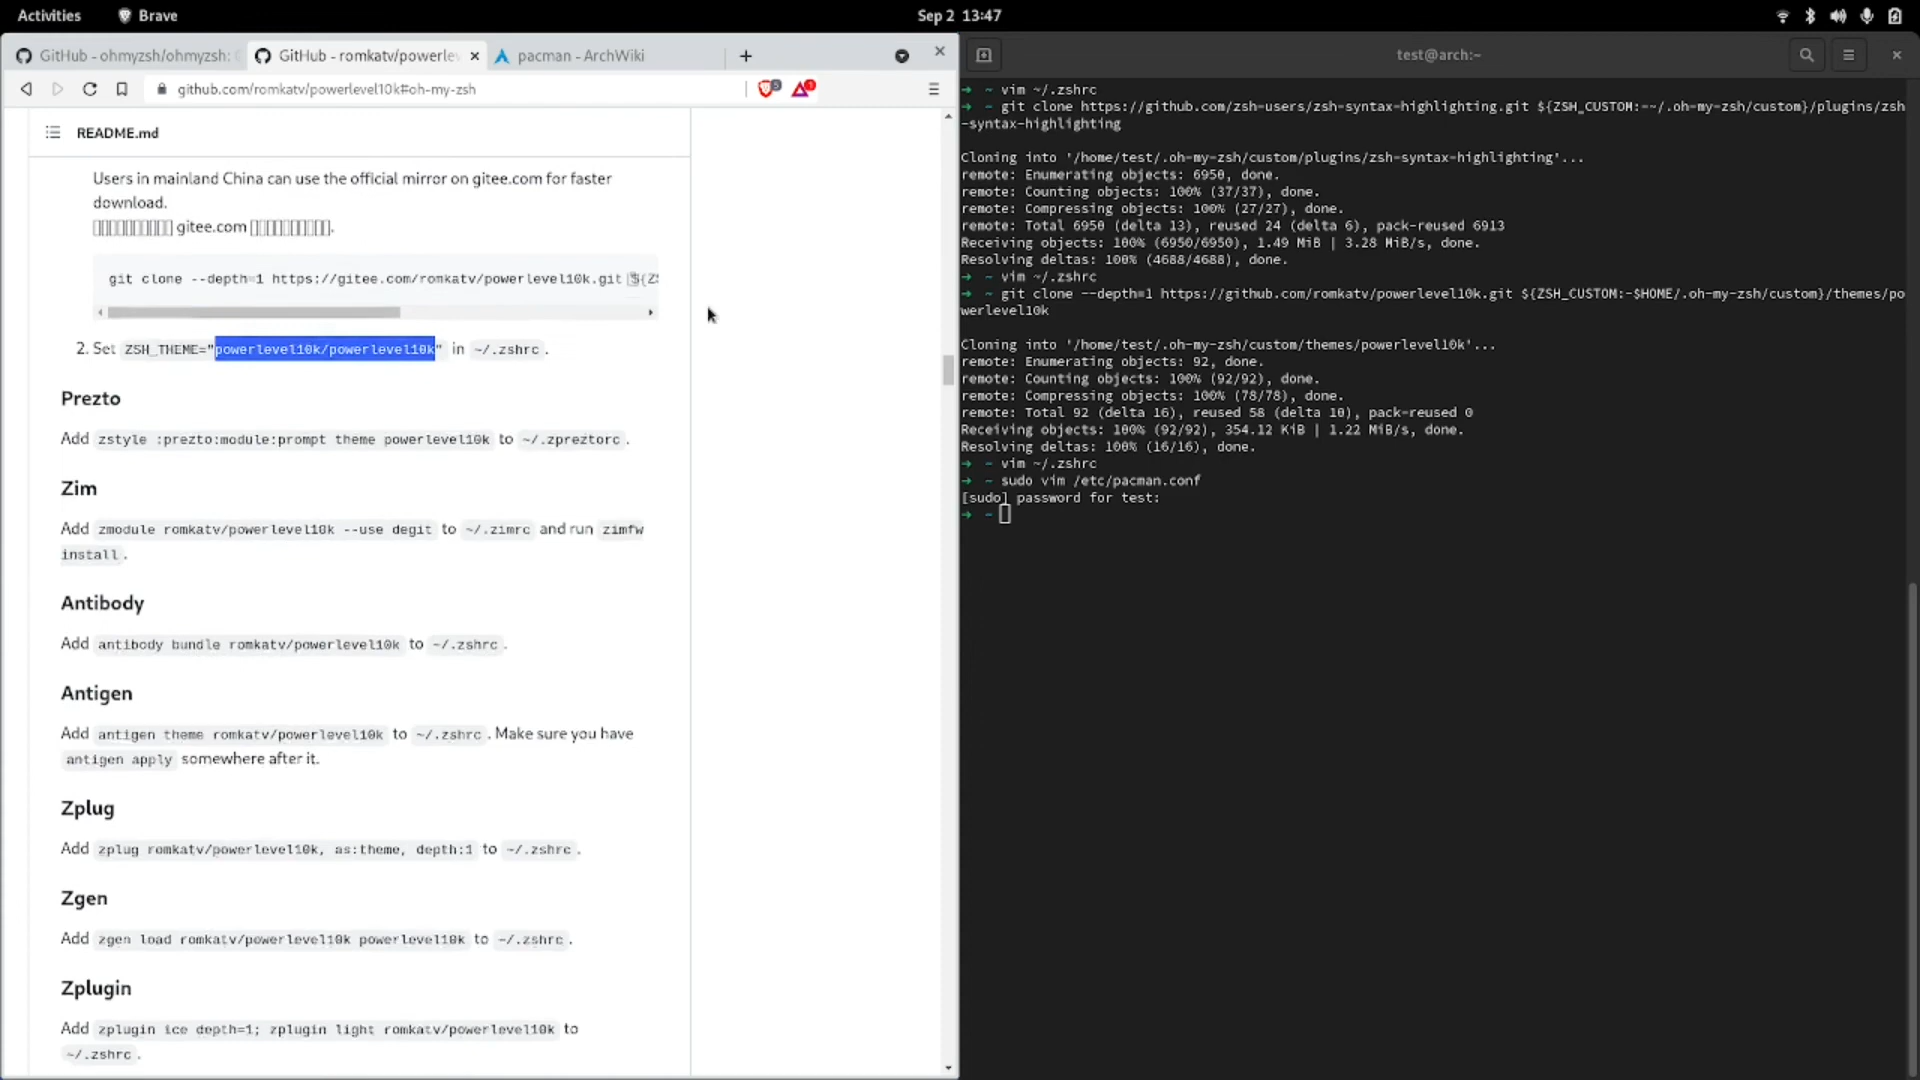 Activities
Brave
Sep 2 13:47
GitHub - ohmyzsh/ohmyzsh:
GitHub - romkatv/powerle
pacman - ArchWiki
github.com/romkatv/powerlevel10k#oh-my-zsh
README.md
Users in mainland China can use the official mirror on gitee.com for faster
download.
gitee.com
git clone --depth=1 https://gitee.com/romkatv/powerlevel10k.git ${ZS
2. Set ZSH_THEME="powerlevel10k/powerlevel10k" in ~/.zshrc.
Prezto
Add zstyle :prezto:module:prompt theme powerlevel10k to ~/.zpreztorc.
Zim
Add zmodule romkatv/powerlevel10k --use degit to ~/.zimrc and run zimfw
install.
Antibody
Add antibody bundle romkatv/powerlevel10k to ~/.zshrc.
Antigen
Add antigen theme romkatv/powerlevel10k to ~/.zshrc. Make sure you have
antigen apply somewhere after it.
Zplug
Add zplug romkatv/powerlevel10k, as:theme, depth:1 to ~/.zshrc.
Zgen
Add zgen load romkatv/powerlevel10k powerlevel10k to ~/.zshrc.
Zplugin
Add zplugin ice depth=1; zplugin light romkatv/powerlevel10k to
~/.zshrc.
test@arch:~
→ ~ vim ~/.zshrc
→ ~ git clone https://github.com/zsh-users/zsh-syntax-highlighting.git ${ZSH_CUSTOM:-~/.oh-my-zsh/custom}/plugins/zsh
-syntax-highlighting
Cloning into '/home/test/.oh-my-zsh/custom/plugins/zsh-syntax-highlighting'...
remote: Enumerating objects: 6950, done.
remote: Counting objects: 100% (37/37), done.
remote: Compressing objects: 100% (27/27), done.
remote: Total 6950 (delta 13), reused 24 (delta 6), pack-reused 6913
Receiving objects: 100% (6950/6950), 1.49 MiB | 3.28 MiB/s, done.
Resolving deltas: 100% (4688/4688), done.
→ ~ vim ~/.zshrc
→ ~ git clone --depth=1 https://github.com/romkatv/powerlevel10k.git ${ZSH_CUSTOM:-$HOME/.oh-my-zsh/custom}/themes/po
werlevel10k
Cloning into '/home/test/.oh-my-zsh/custom/themes/powerlevel10k'...
remote: Enumerating objects: 92, done.
remote: Counting objects: 100% (92/92), done.
remote: Compressing objects: 100% (78/78), done.
remote: Total 92 (delta 16), reused 58 (delta 10), pack-reused 0
Receiving objects: 100% (92/92), 354.12 KiB | 1.22 MiB/s, done.
Resolving deltas: 100% (16/16), done.
→ ~ vim ~/.zshrc
→ ~ sudo vim /etc/pacman.conf
[sudo] password for test:
→ ~